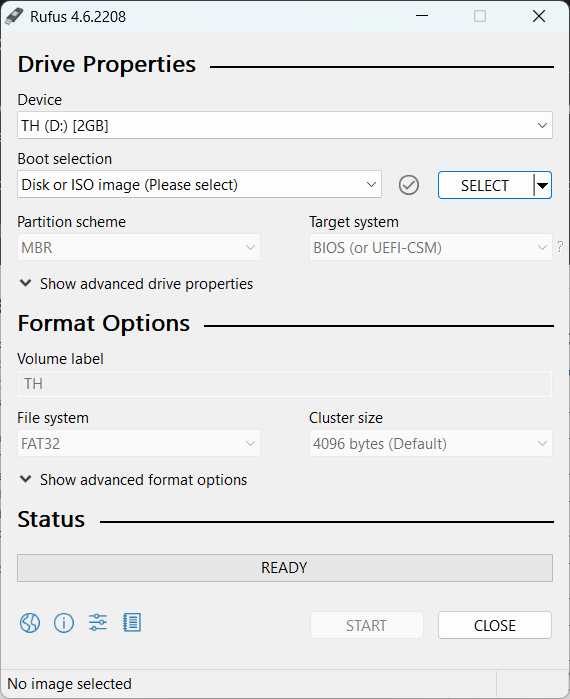 Rufus 4.6.2208
Drive Properties
Device
TH (D:) [2GB]
Boot selection
Disk or ISO image (Please select)
SELECT
Partition scheme
Target system
MBR
BIOS (or UEFI-CSM)
?
Show advanced drive properties
Format Options
Volume label
TH
File system
Cluster size
FAT32
4096 bytes (Default)
Show advanced format options
Status
READY
START
CLOSE
No image selected